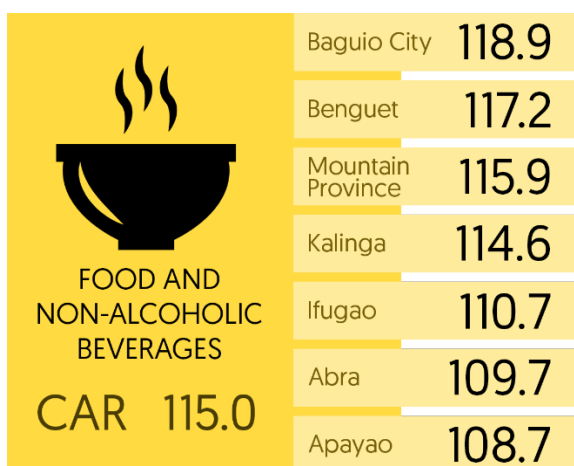 FOOD AND
NON-ALCOHOLIC
BEVERAGES
CAR 115.0
Baguio City 118.9
Benguet 117.2
Mountain
Province 115.9
Kalinga 114.6
Ifugao 110.7
Abra 109.7
Apayao 108.7